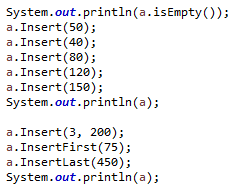 System.out.println(a.isEmpty());
a.Insert(50);
a.Insert(40);
a.Insert(80);
a.Insert(120);
a.Insert(150);
System.out.println(a);
a.Insert(3, 200);
a.InsertFirst(75);
a.InsertLast(450);
System.out.println(a);